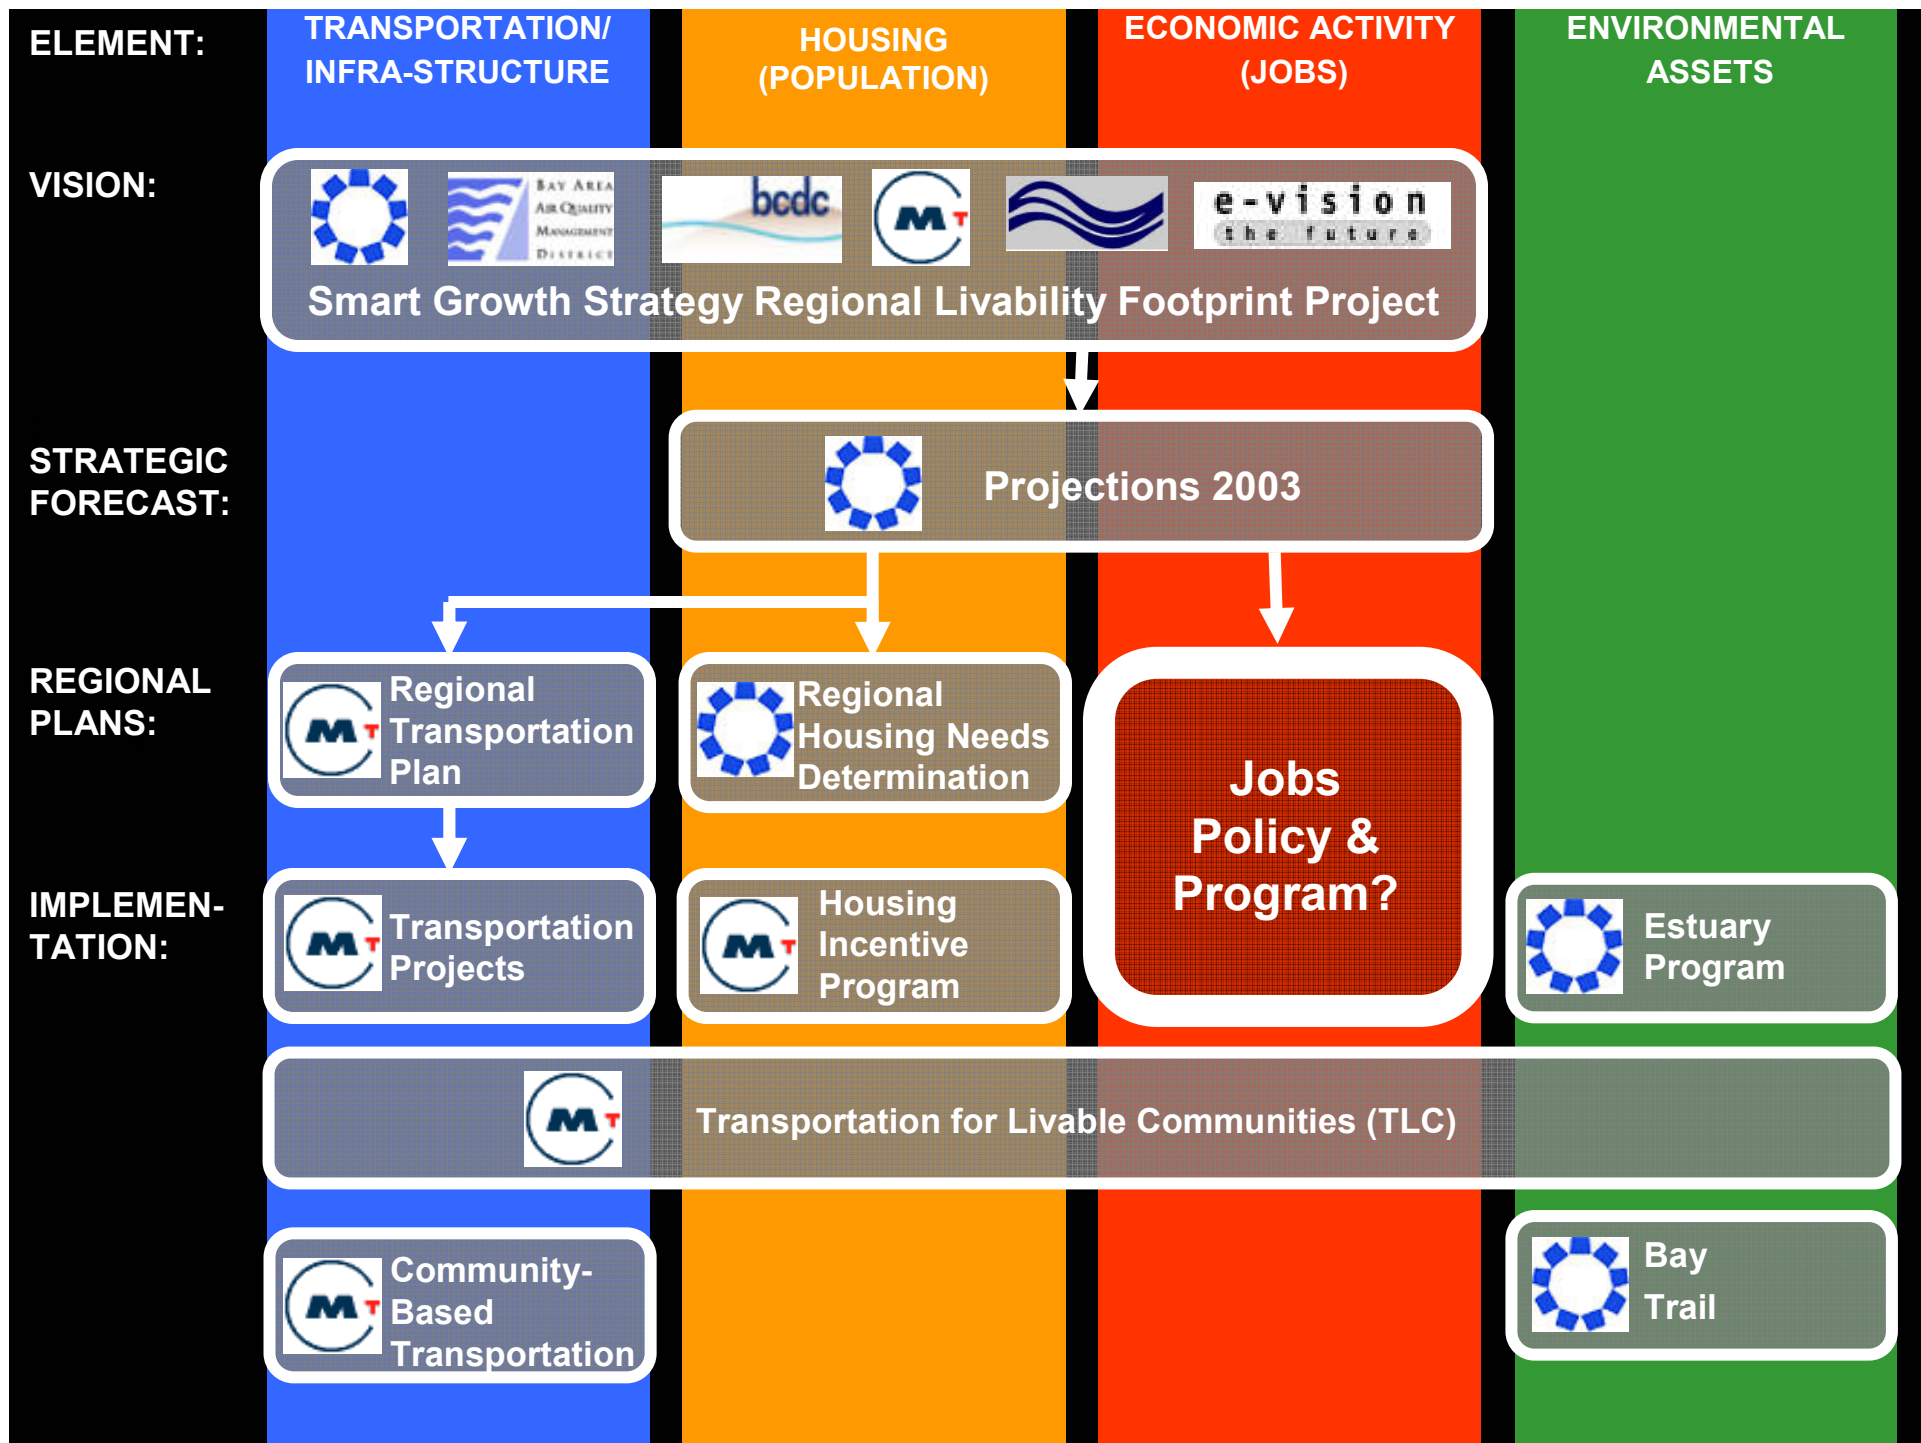 ELEMENT:
TRANSPORTATION/
INFRA-STRUCTURE
HOUSING
(POPULATION)
ECONOMIC ACTIVITY
(JOBS)
ENVIRONMENTAL
ASSETS
VISION:
BAY AREA
AIR QUALITY
MANAGEMENT
DISTRICT
bcdc
M T
e-vision
the future
Smart Growth Strategy Regional Livability Footprint Project
STRATEGIC
FORECAST:
Projections 2003
REGIONAL
PLANS:
M T
Regional
Transportation
Plan
Regional
Housing Needs
Determination
Jobs
Policy &
Program?
IMPLEMEN-
TATION:
M T
Transportation
Projects
M T
Housing
Incentive
Program
Estuary
Program
M T
Transportation for Livable Communities (TLC)
M T
Community-
Based
Transportation
Bay
Trail